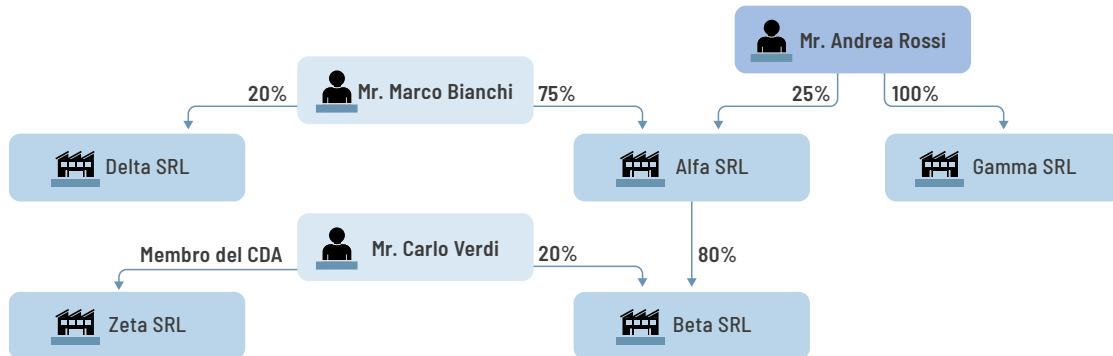 Mr. Andrea Rossi
20%
Mr. Marco Bianchi
75%
25%
100%
Delta SRL
Alfa SRL
Gamma SRL
Membro del CDA
Mr. Carlo Verdi
20%
80%
Zeta SRL
Beta SRL